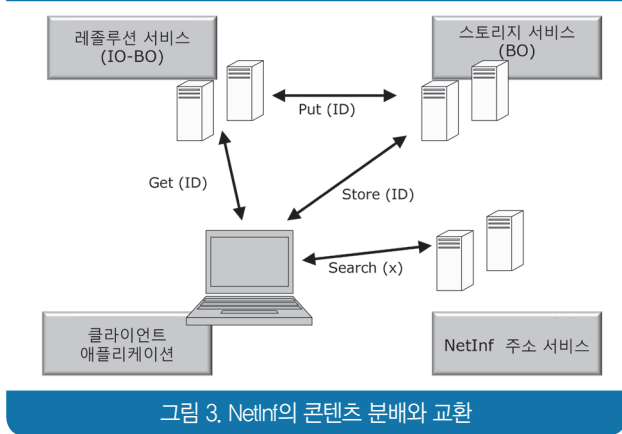 레졸루션 서비스
(IO-BO)
스토리지 서비스
(BO)
Put (ID)
Get (ID)
Store (ID)
Search (x)
클라이언트
애플리케이션
NetInf 주소 서비스
그림 3. NetInf의 콘텐츠 분배와 교환